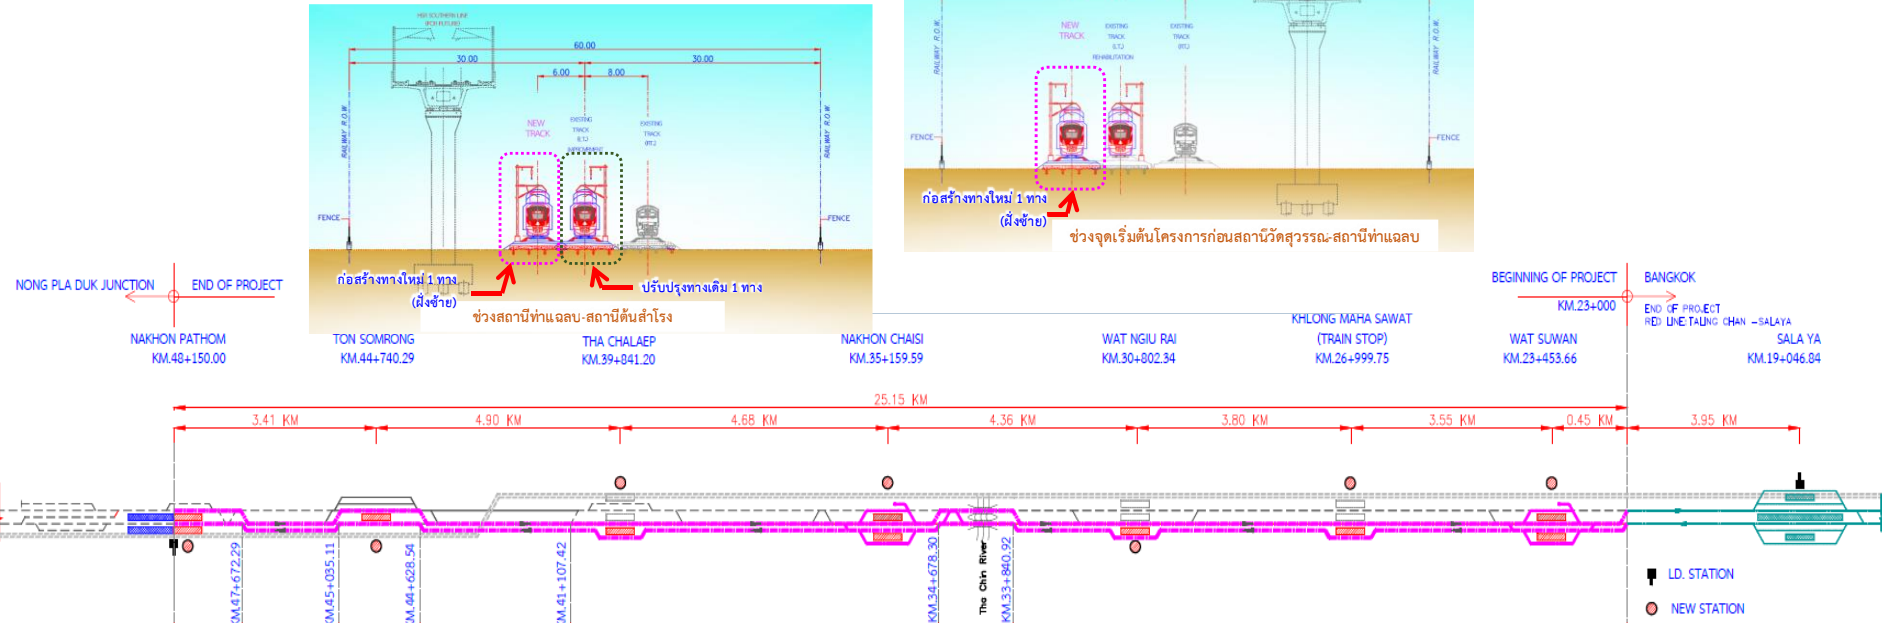 HSR SOUTHERN LINE
(FOR FUTURE)
60.00
30.00
30.00
6.00
8.00
RAILWAY R.O.W.
RAILWAY R.O.W.
NEW
TRACK
EXISTING
TRACK
(LT.)
IMPROVEMENT
EXISTING
TRACK
(RT.)
FENCE
FENCE
ก่อสร้างทางใหม่ 1 ทาง
(ฝั่งซ้าย)
ปรับปรุงทางเดิม 1 ทาง
ช่วงสถานีท่าแฉลบ-สถานีต้นสำโรง
RAILWAY R.O.W.
RAILWAY R.O.W.
NEW
TRACK
EXISTING
TRACK
(LT.)
REHABILITATION
EXISTING
TRACK
(RT.)
FENCE
FENCE
ก่อสร้างทางใหม่ 1 ทาง
(ฝั่งซ้าย)
ช่วงจุดเริ่มต้นโครงการก่อนสถานีวัดสุวรรณ-สถานีท่าแฉลบ
NONG PLA DUK JUNCTION
END OF PROJECT
BEGINNING OF PROJECT
KM.23+000
BANGKOK
END OF PROJECT
RED LINE:TALING CHAN -SALAYA
NAKHON PATHOM
KM.48+150.00
TON SOMRONG
KM.44+740.29
THA CHALAEP
KM.39+841.20
NAKHON CHAISI
KM.35+159.59
WAT NGIU RAI
KM.30+802.34
KHLONG MAHA SAWAT
(TRAIN STOP)
KM.26+999.75
WAT SUWAN
KM.23+453.66
SALA YA
KM.19+046.84
25.15 KM
3.41 KM
4.90 KM
4.68 KM
4.36 KM
3.80 KM
3.55 KM
0.45 KM
3.95 KM
KM.47+672.29
KM.45+035.11
KM.44+628.54
KM.41+107.42
KM.34+678.30
Tha Chin River
KM.33+840.92
LD. STATION
NEW STATION